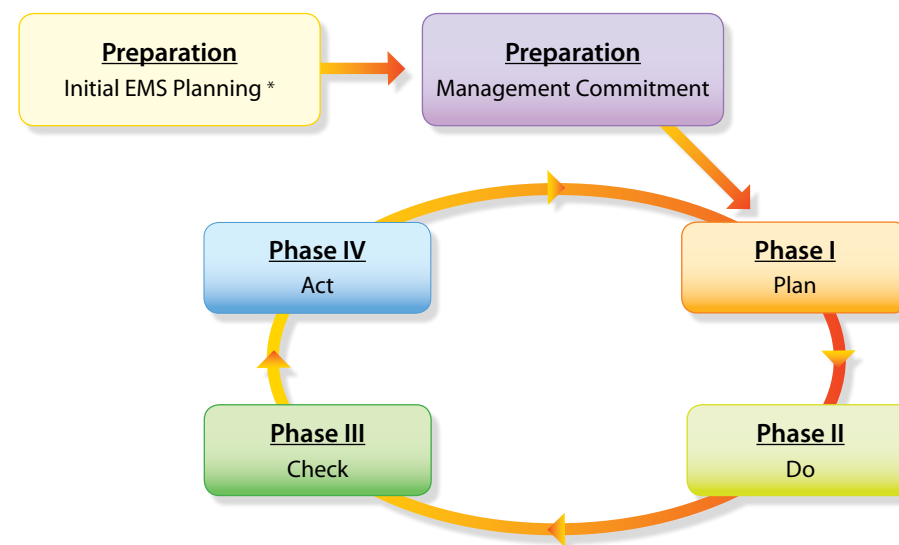 Preparation
Initial EMS Planning *
Preparation
Management Commitment
Phase IV
Act
Phase I
Plan
Phase III
Check
Phase II
Do